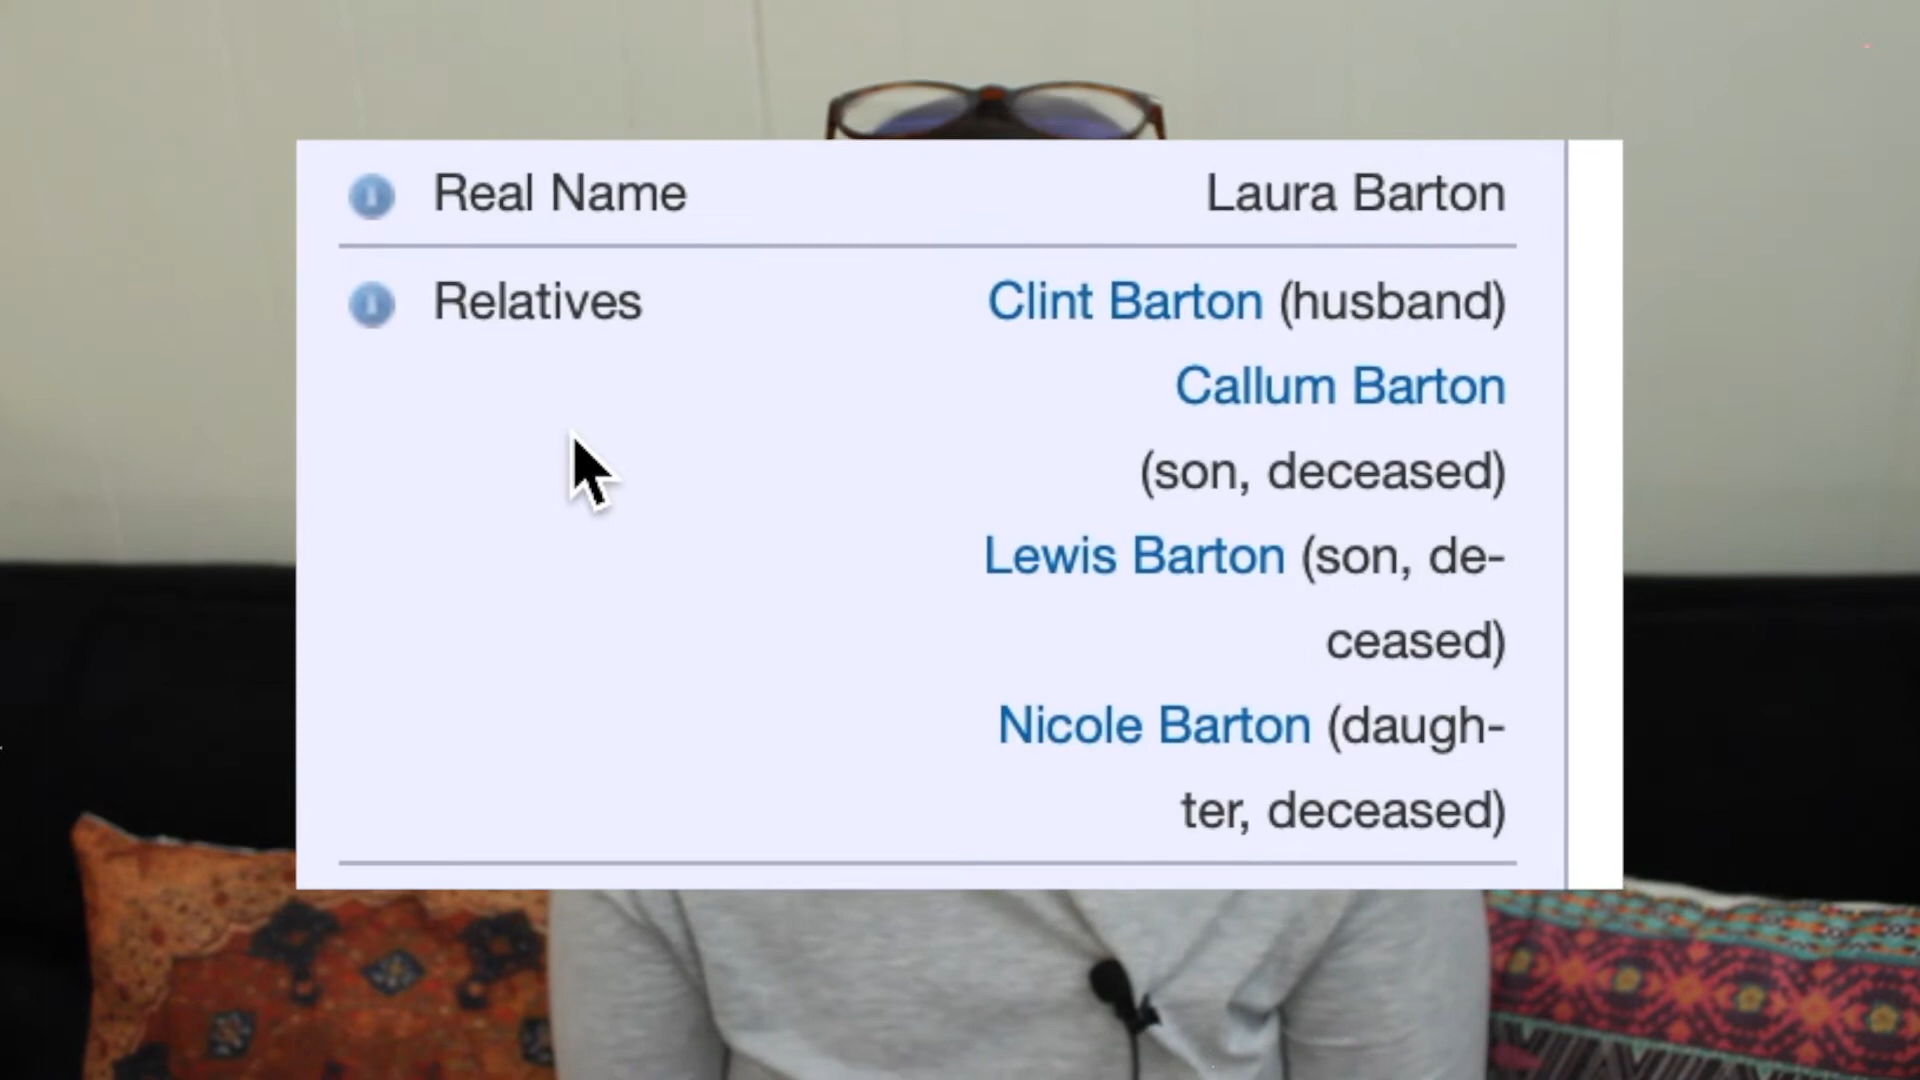 Real Name Laura Barton
Relatives Clint Barton (husband)
Callum Barton
(son, deceased)
Lewis Barton (son, de-
ceased)
Nicole Barton (daugh-
ter, deceased)